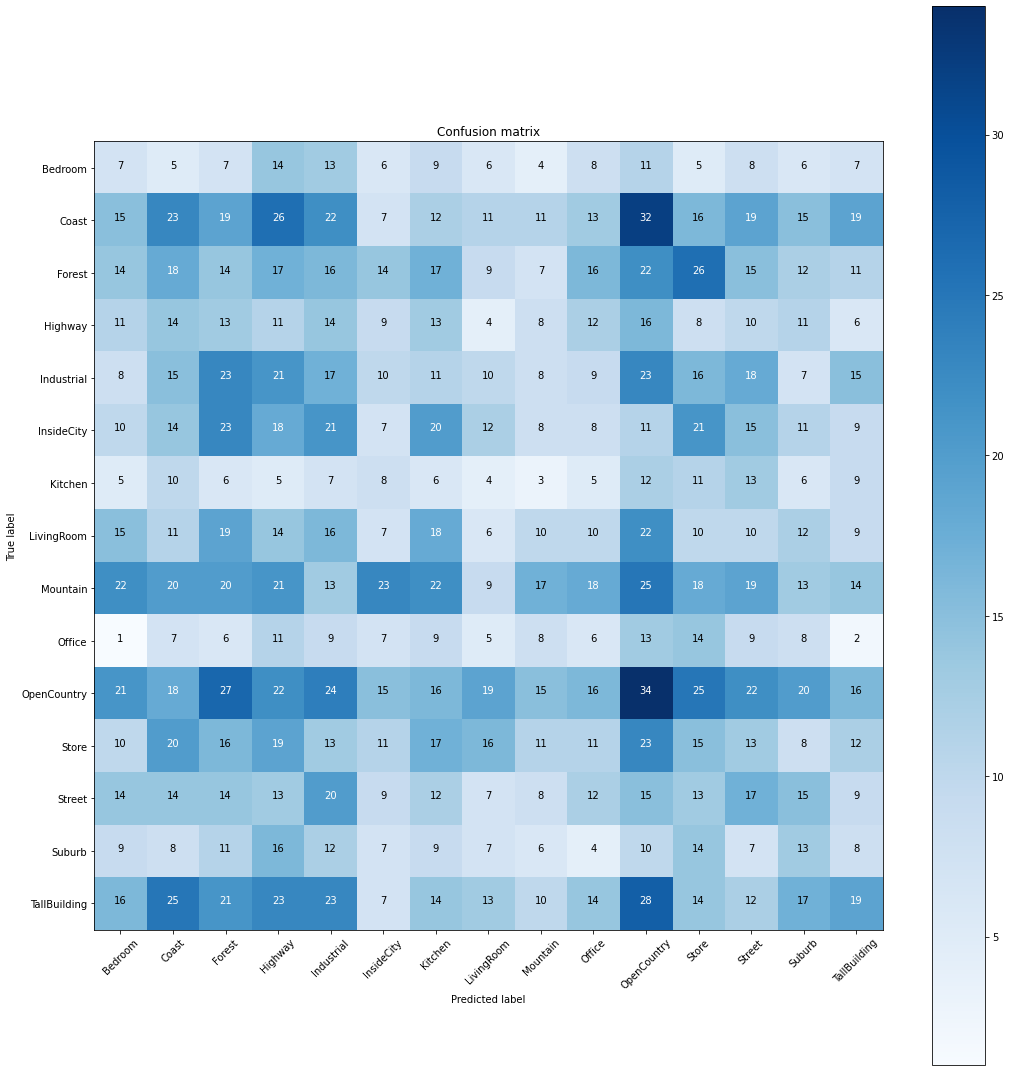 Confusion matrix
Bedroom 7 5 7 14 13 6 9 6 4 8 11 5 8 6 7
Coast 15 23 19 26 22 7 12 11 11 13 32 16 19 15 19
Forest 14 18 14 17 16 14 17 9 7 16 22 26 15 12 11
Highway 11 14 13 11 14 9 13 4 8 12 16 8 10 11 6
Industrial 8 15 23 21 17 10 11 10 8 9 23 16 18 7 15
InsideCity 10 14 23 18 21 7 20 12 8 8 11 21 15 11 9
Kitchen 5 10 6 5 7 8 6 4 3 5 12 11 13 6 9
LivingRoom 15 11 19 14 16 7 18 6 10 10 22 10 10 12 9
Mountain 22 20 20 21 13 23 22 9 17 18 25 18 19 13 14
Office 1 7 6 11 9 7 9 5 8 6 13 14 9 8 2
OpenCountry 21 18 27 22 24 15 16 19 15 16 34 25 22 20 16
Store 10 20 16 19 13 11 17 16 11 11 23 15 13 8 12
Street 14 14 14 13 20 9 12 7 8 12 15 13 17 15 9
Suburb 9 8 11 16 12 7 9 7 6 4 10 14 7 13 8
TallBuilding 16 25 21 23 23 7 14 13 10 14 28 14 12 17 19
True label
Bedroom Coast Forest Highway Industrial InsideCity Kitchen LivingRoom Mountain Office OpenCountry Store Street Suburb TallBuilding
Predicted label
30
25
20
15
10
5